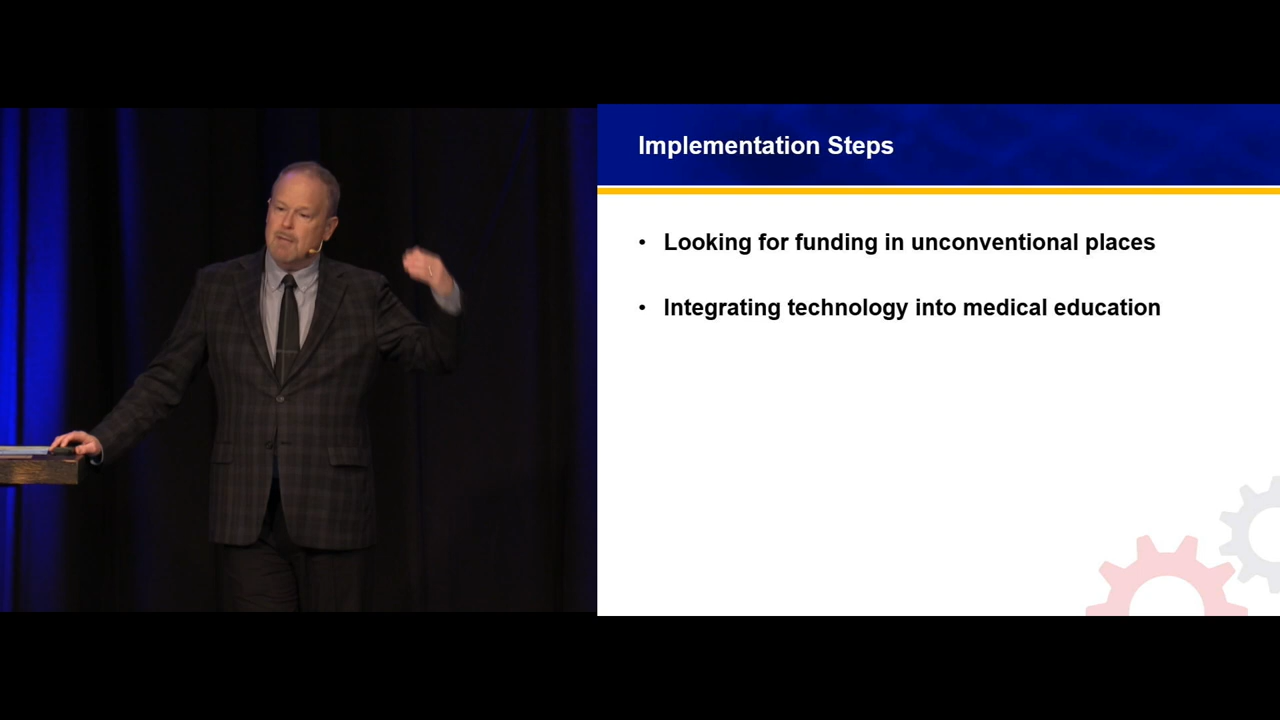 Implementation Steps
• Looking for funding in unconventional places
• Integrating technology into medical education